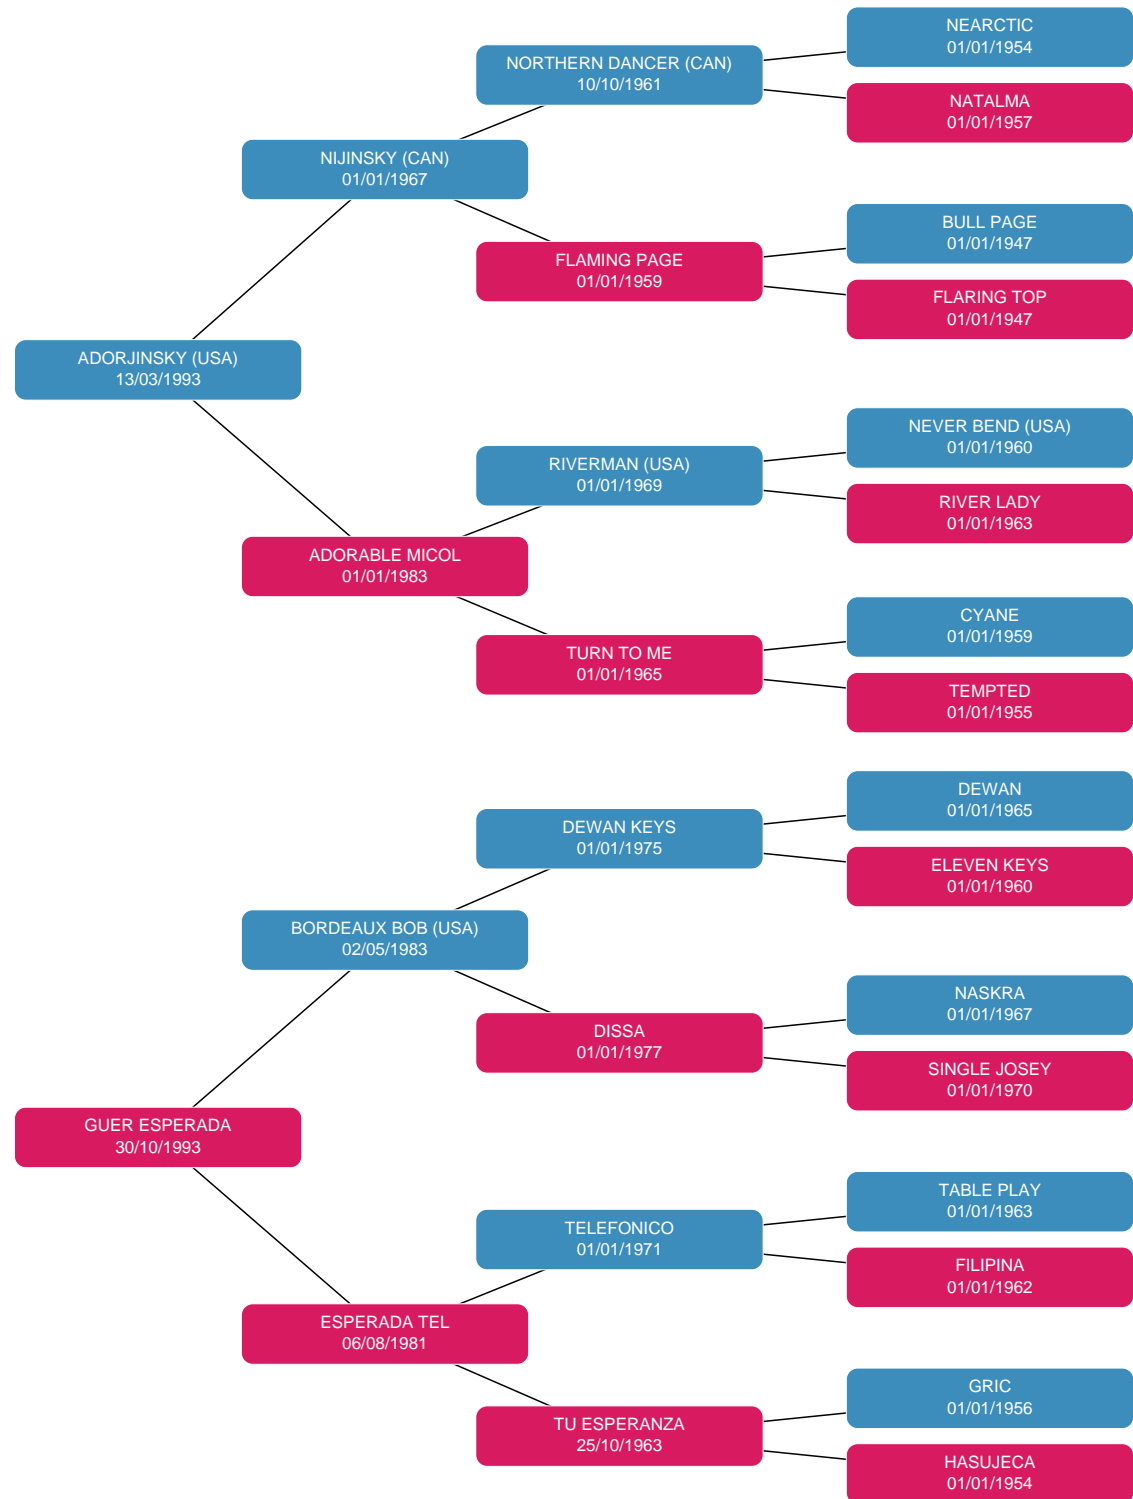 NEARCTIC
01/01/1954
NORTHERN DANCER (CAN)
10/10/1961
NATALMA
01/01/1957
NIJINSKY (CAN)
01/01/1967
BULL PAGE
01/01/1947
FLAMING PAGE
01/01/1959
FLARING TOP
01/01/1947
ADORJINSKY (USA)
13/03/1993
NEVER BEND (USA)
01/01/1960
RIVERMAN (USA)
01/01/1969
RIVER LADY
01/01/1963
ADORABLE MICOL
01/01/1983
CYANE
01/01/1959
TURN TO ME
01/01/1965
TEMPTED
01/01/1955
DEWAN
01/01/1965
DEWAN KEYS
01/01/1975
ELEVEN KEYS
01/01/1960
BORDEAUX BOB (USA)
02/05/1983
NASKRA
01/01/1967
DISSA
01/01/1977
SINGLE JOSEY
01/01/1970
GUER ESPERADA
30/10/1993
TABLE PLAY
01/01/1963
TELEFONICO
01/01/1971
FILIPINA
01/01/1962
ESPERADA TEL
06/08/1981
GRIC
01/01/1956
TU ESPERANZA
25/10/1963
HASUJECA
01/01/1954